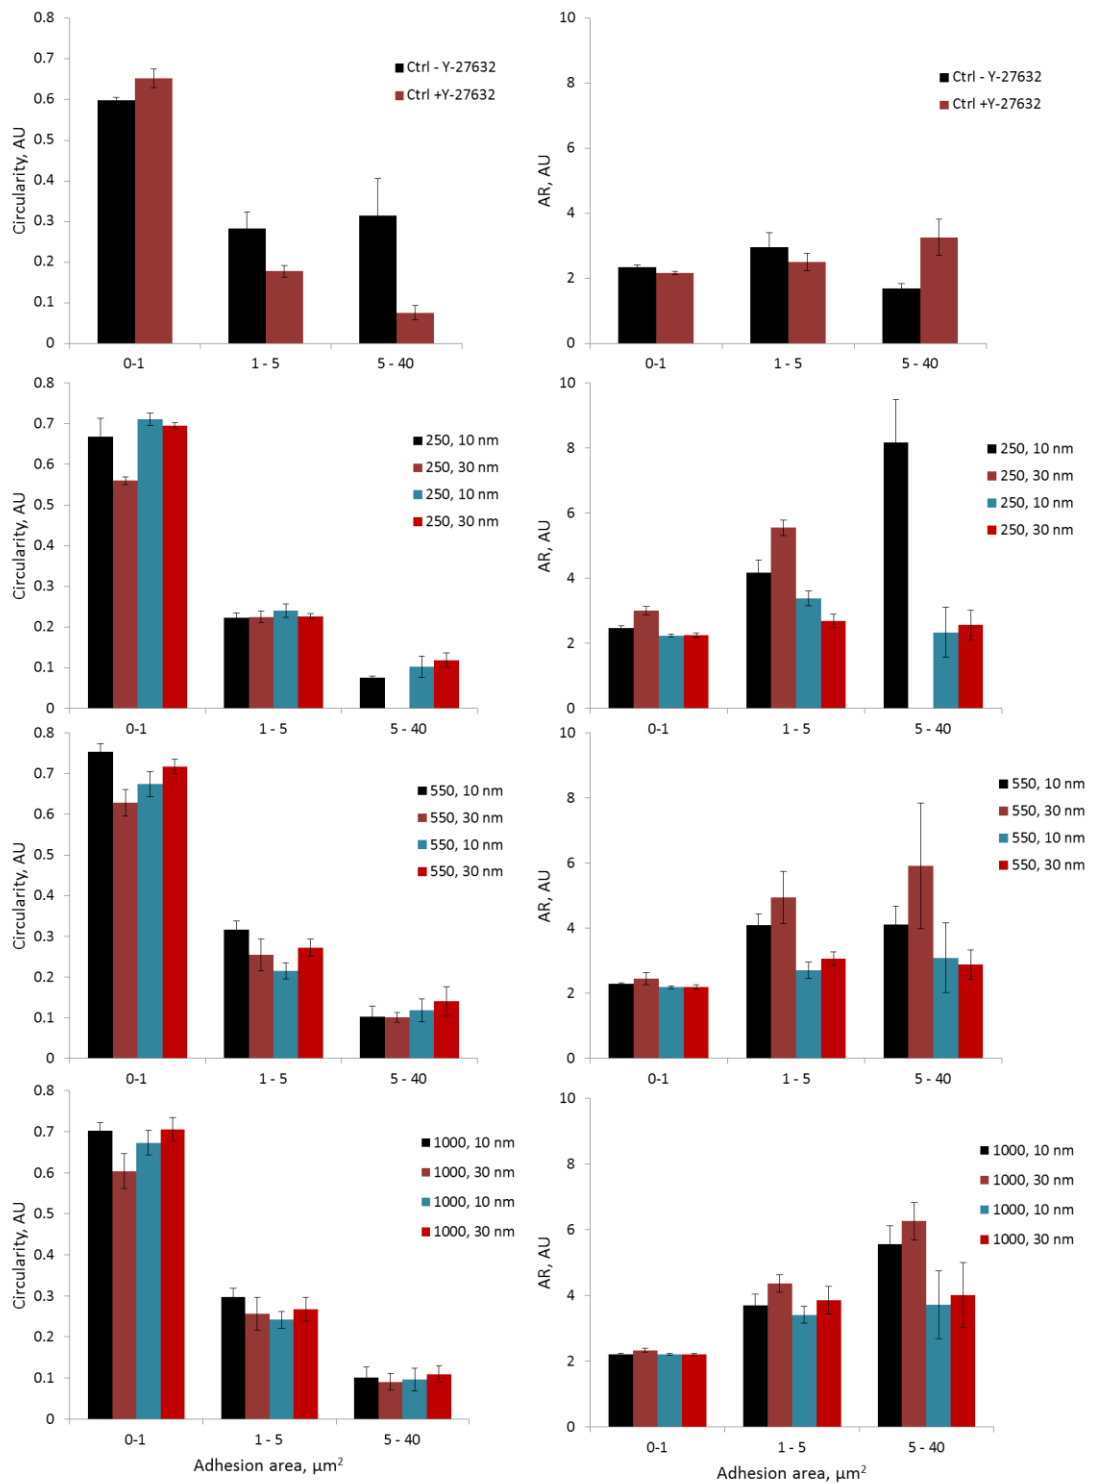 0.8
0.7
0.6
0.5
0.4
0.3
0.2
0.1
0
Circularity, AU
Ctrl - Y-27632
Ctrl +Y-27632
0-1
1 - 5
5 - 40
10
8
6
4
2
0
AR, AU
Ctrl - Y-27632
Ctrl +Y-27632
0-1
1 - 5
5 - 40
0.8
0.7
0.6
0.5
0.4
0.3
0.2
0.1
0
Circularity, AU
250, 10 nm
250, 30 nm
250, 10 nm
250, 30 nm
0-1
1 - 5
5 - 40
10
8
6
4
2
0
AR, AU
250, 10 nm
250, 30 nm
250, 10 nm
250, 30 nm
0-1
1 - 5
5 - 40
0.8
0.7
0.6
0.5
0.4
0.3
0.2
0.1
0
Circularity, AU
550, 10 nm
550, 30 nm
550, 10 nm
550, 30 nm
0-1
1 - 5
5 - 40
10
8
6
4
2
0
AR, AU
550, 10 nm
550, 30 nm
550, 10 nm
550, 30 nm
0-1
1 - 5
5 - 40
0.8
0.7
0.6
0.5
0.4
0.3
0.2
0.1
0
Circularity, AU
1000, 10 nm
1000, 30 nm
1000, 10 nm
1000, 30 nm
0-1
1 - 5
5 - 40
Adhesion area, µm²
10
8
6
4
2
0
AR, AU
1000, 10 nm
1000, 30 nm
1000, 10 nm
1000, 30 nm
0-1
1 - 5
5 - 40
Adhesion area, µm²